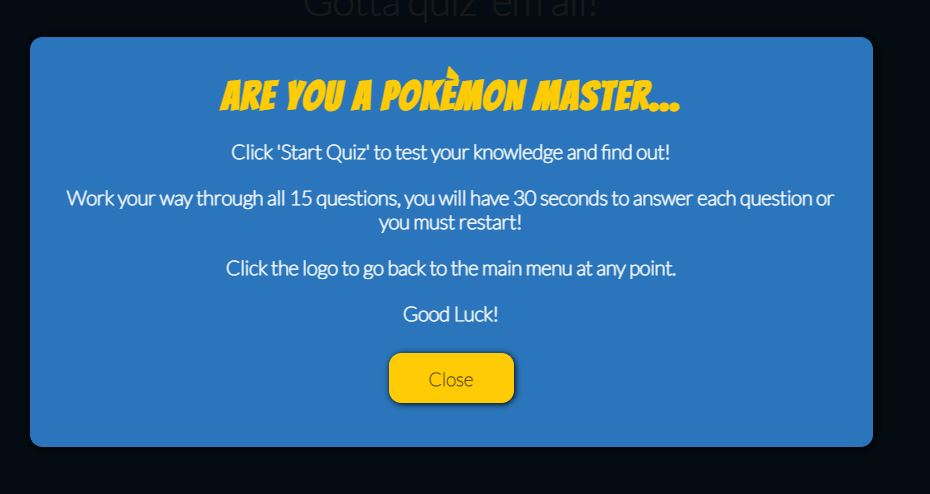 Gotta quiz 'em all!
ARE YOU A POKÈMON MASTER...
Click 'Start Quiz' to test your knowledge and find out!
Work your way through all 15 questions, you will have 30 seconds to answer each question or
you must restart!
Click the logo to go back to the main menu at any point.
Good Luck!
Close